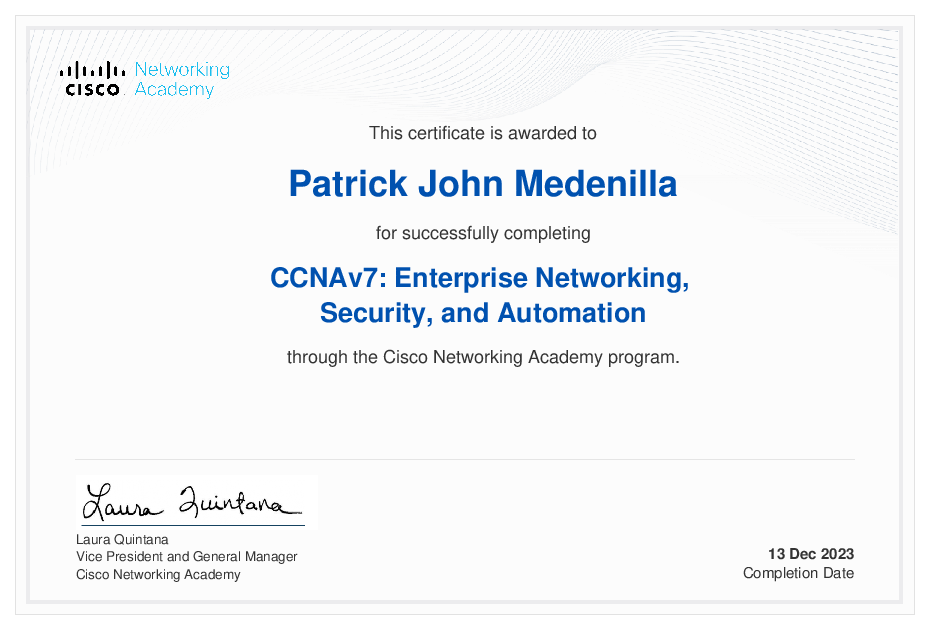 Networking
CISCO Academy
This certificate is awarded to
Patrick John Medenilla
for successfully completing
CCNAv7: Enterprise Networking,
Security, and Automation
through the Cisco Networking Academy program.
Laura Quintana
Laura Quintana
Vice President and General Manager
Cisco Networking Academy
13 Dec 2023
Completion Date